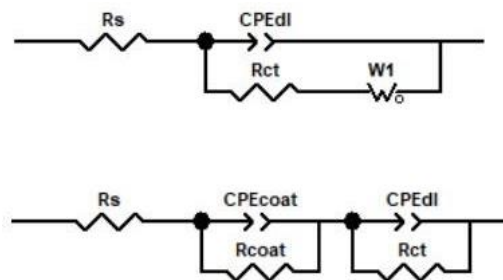 Rs
CPEdl
Rct
W1
Rs
CPEcoat
CPEdl
Rcoat
Rct